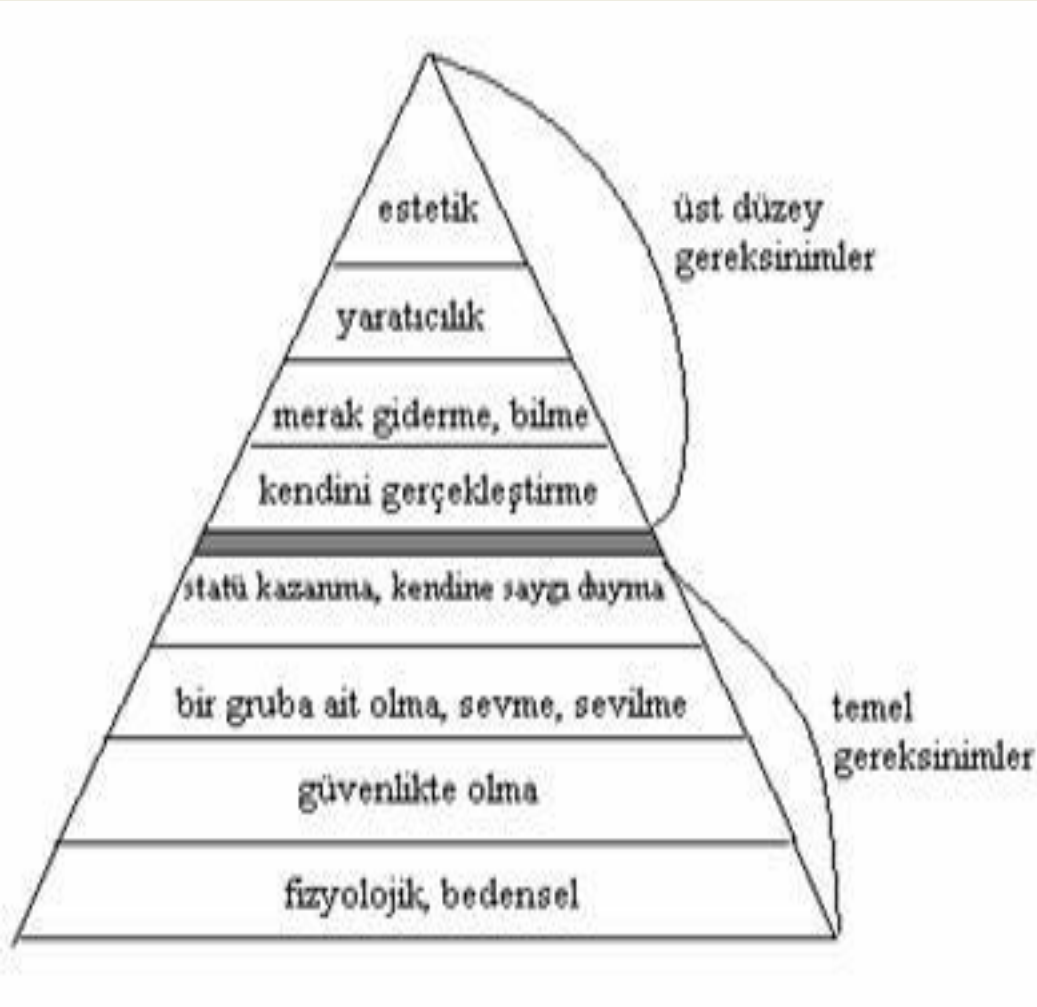 estetik
üst düzey
gereksinimler
yaratıcılık
merak giderme, bilme
kendini gerçekleştirme
statü kazanma, kendine saygı duyma
bir gruba ait olma, sevme, sevilme
temel
gereksinimler
güvenlikte olma
fizyolojik, bedensel